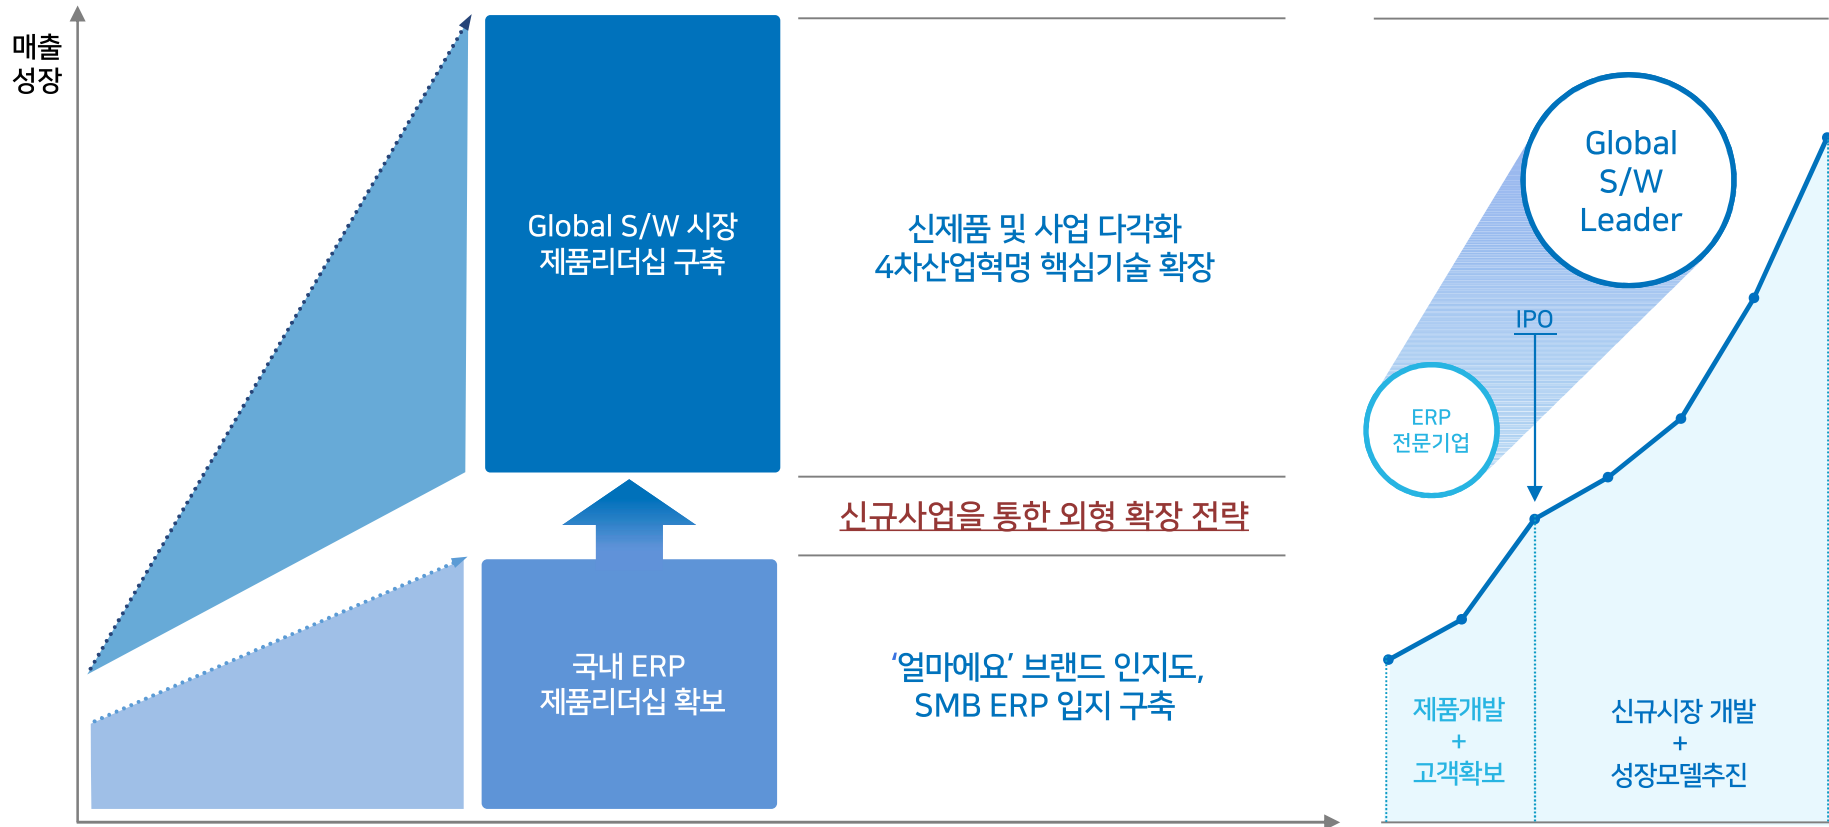 매출
성장
Global S/W 시장
제품리더십 구축
신제품 및 사업 다각화
4차산업혁명 핵심기술 확장
신규사업을 통한 외형 확장 전략
국내 ERP
제품리더십 확보
‘얼마에요’ 브랜드 인지도,
SMB ERP 입지 구축
Global
S/W
Leader
IPO
ERP
전문기업
제품개발
+
고객확보
신규시장 개발
+
성장모델추진